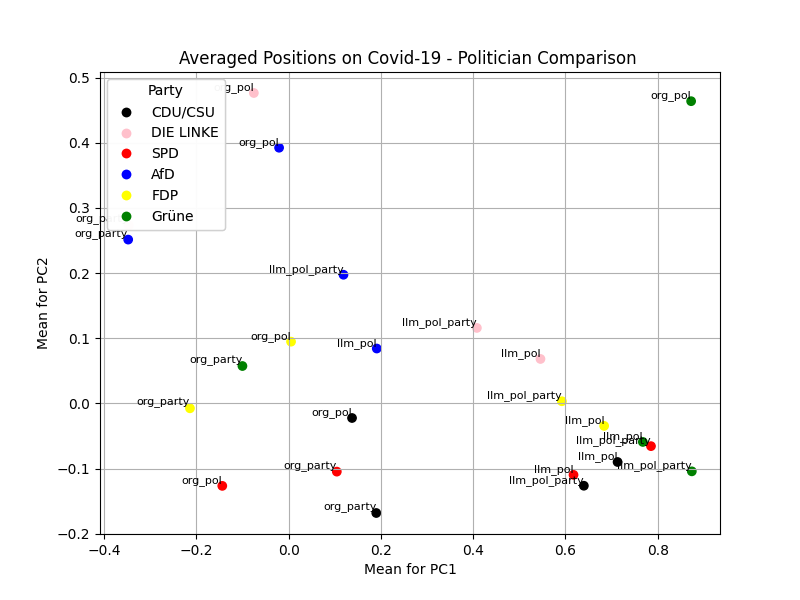 Averaged Positions on Covid-19 - Politician Comparison
Party
CDU/CSU
DIE LINKE
SPD
AfD
FDP
Grüne
org_pol
org_pol
org_pol
org_party
llm_pol_party
llm_pol_party
org_pol
llm_pol
llm_pol
org_party
llm_pol_party
org_party
org_pol
llm_pol
llm_pol
llm_pol_party
llm_pol
org_party
llm_pol
llm_pol_party
org_pol
llm_pol_party
org_party
0.5
0.4
0.3
0.2
0.1
0.0
−0.1
−0.2
−0.4
−0.2
0.0
0.2
0.4
0.6
0.8
Mean for PC1
Mean for PC2